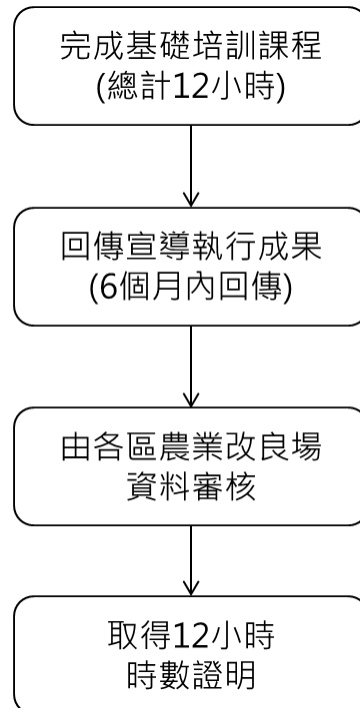 完成基礎培訓課程
(總計12小時)
回傳宣導執行成果
(6個月內回傳)
由各區農業改良場
資料審核
取得12小時
時數證明